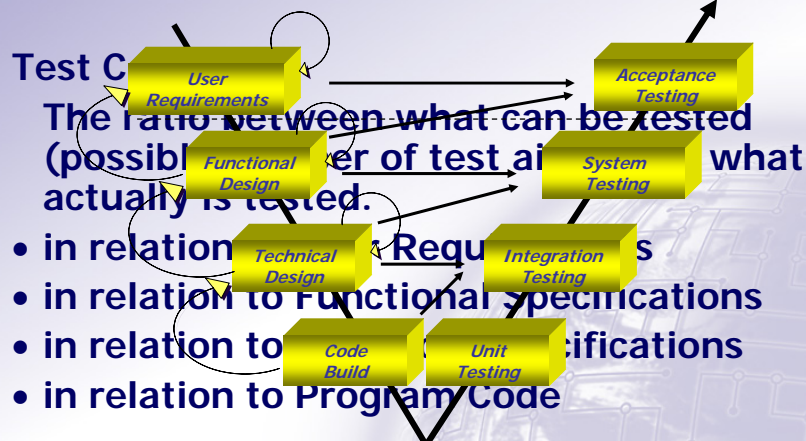 Test C
The ratio between what can be tested
(possibl er of test ai what
actually is tested.
• in relation Requ s
• in relation to Functional Specifications
• in relation to cifications
• in relation to Program Code
User
Requirements
Functional
Design
Technical
Design
Code
Build
Unit
Testing
Integration
Testing
System
Testing
Acceptance
Testing